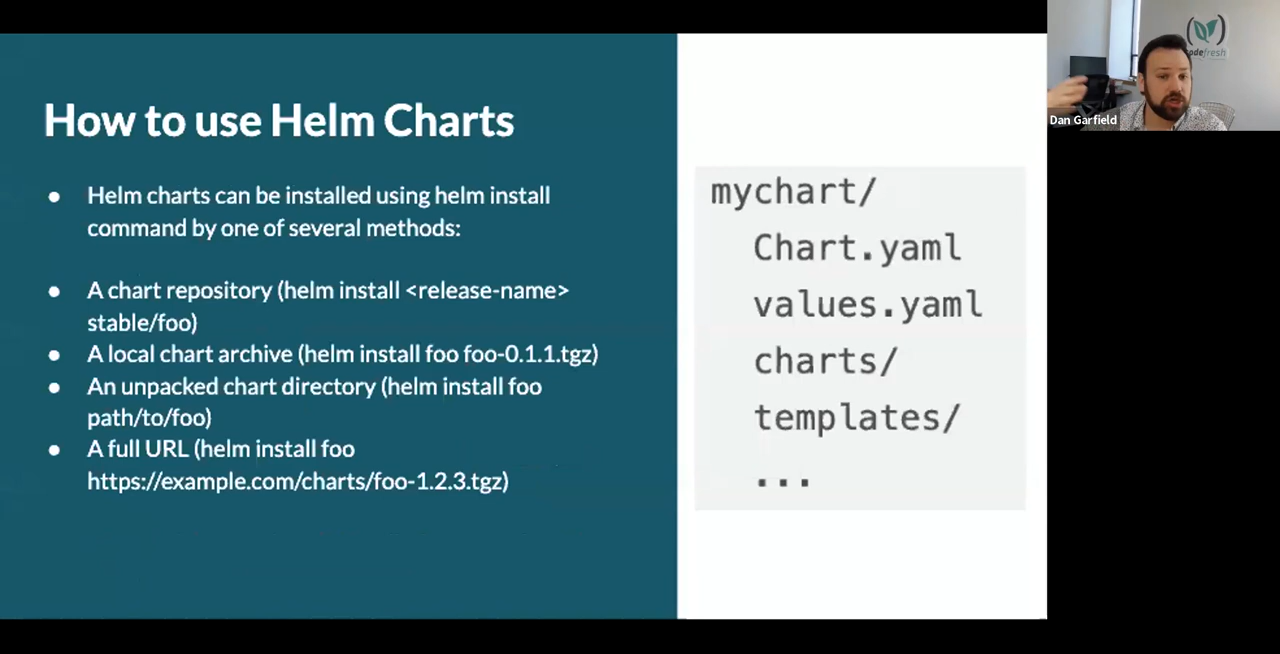 How to use Helm Charts
● Helm charts can be installed using helm install
command by one of several methods:
● A chart repository (helm install <release-name>
stable/foo)
● A local chart archive (helm install foo foo-0.1.1.tgz)
● An unpacked chart directory (helm install foo
path/to/foo)
● A full URL (helm install foo
https://example.com/charts/foo-1.2.3.tgz)
mychart/
Chart.yaml
values.yaml
charts/
templates/
...
odefresh
Dan Garfield